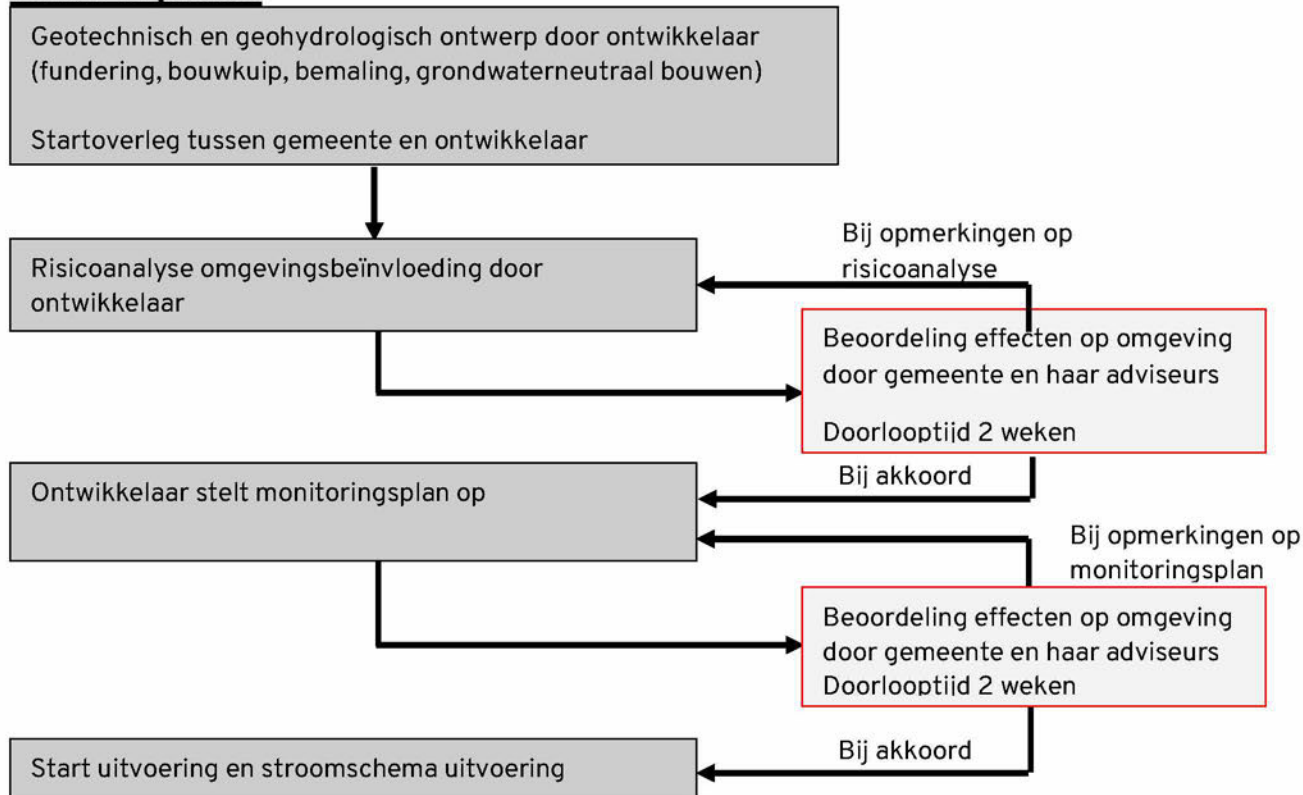 Geotechnisch en geohydrologisch ontwerp door ontwikkelaar
(fundering, bouwkuip, bemaling, grondwaterneutraal bouwen)
Startoverleg tussen gemeente en ontwikkelaar
Bij opmerkingen op
risicoanalyse
Risicoanalyse omgevingsbeïnvloeding door
ontwikkelaar
Beoordeling effecten op omgeving
door gemeente en haar adviseurs
Doorlooptijd 2 weken
Bij akkoord
Ontwikkelaar stelt monitoringsplan op
Bij opmerkingen op
monitoringsplan
Beoordeling effecten op omgeving
door gemeente en haar adviseurs
Doorlooptijd 2 weken
Bij akkoord
Start uitvoering en stroomschema uitvoering